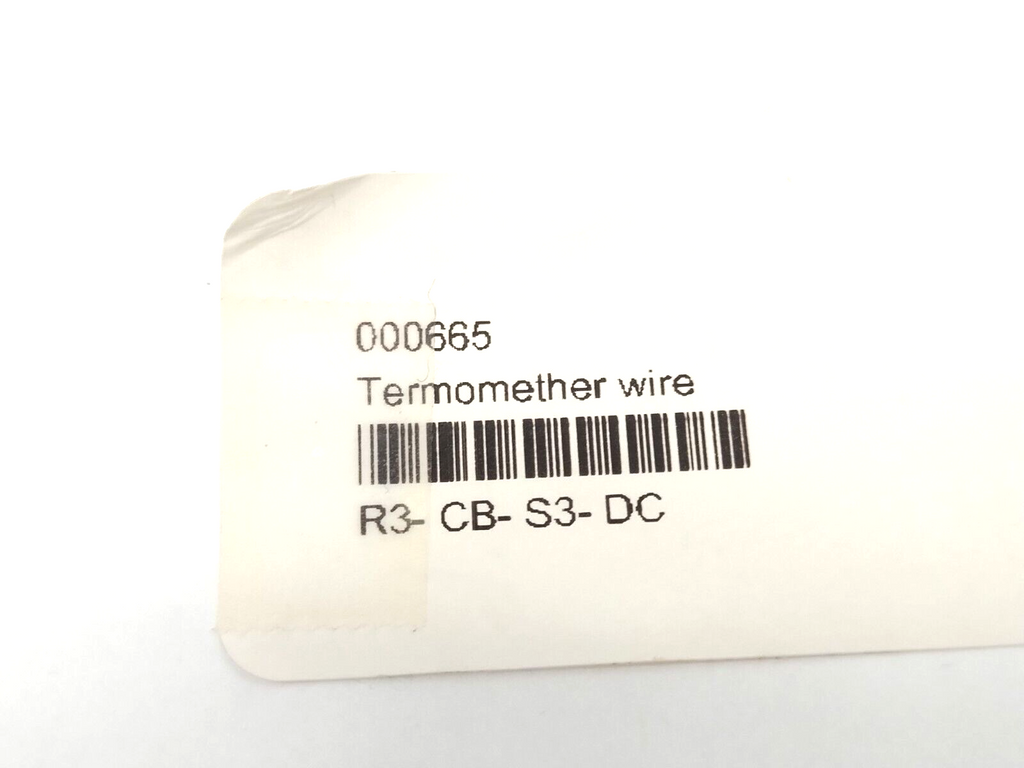 000665
Termomether wire
R3- CB- S3- DC